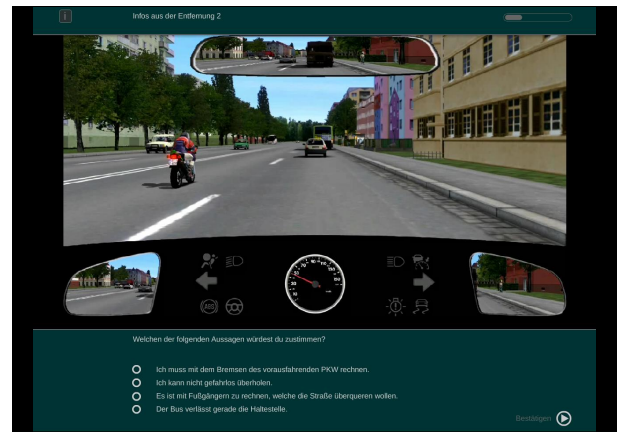 Infos aus der Entfernung 2
Welchen der folgenden Aussagen würdest du zustimmen?
Ich muss mit dem Bremsen des vorausfahrenden PKW rechnen.
Ich kann nicht gefahrlos überholen.
Es ist mit Fußgängern zu rechnen, welche die Straße überqueren wollen.
Der Bus verlässt gerade die Haltestelle.
Bestätigen